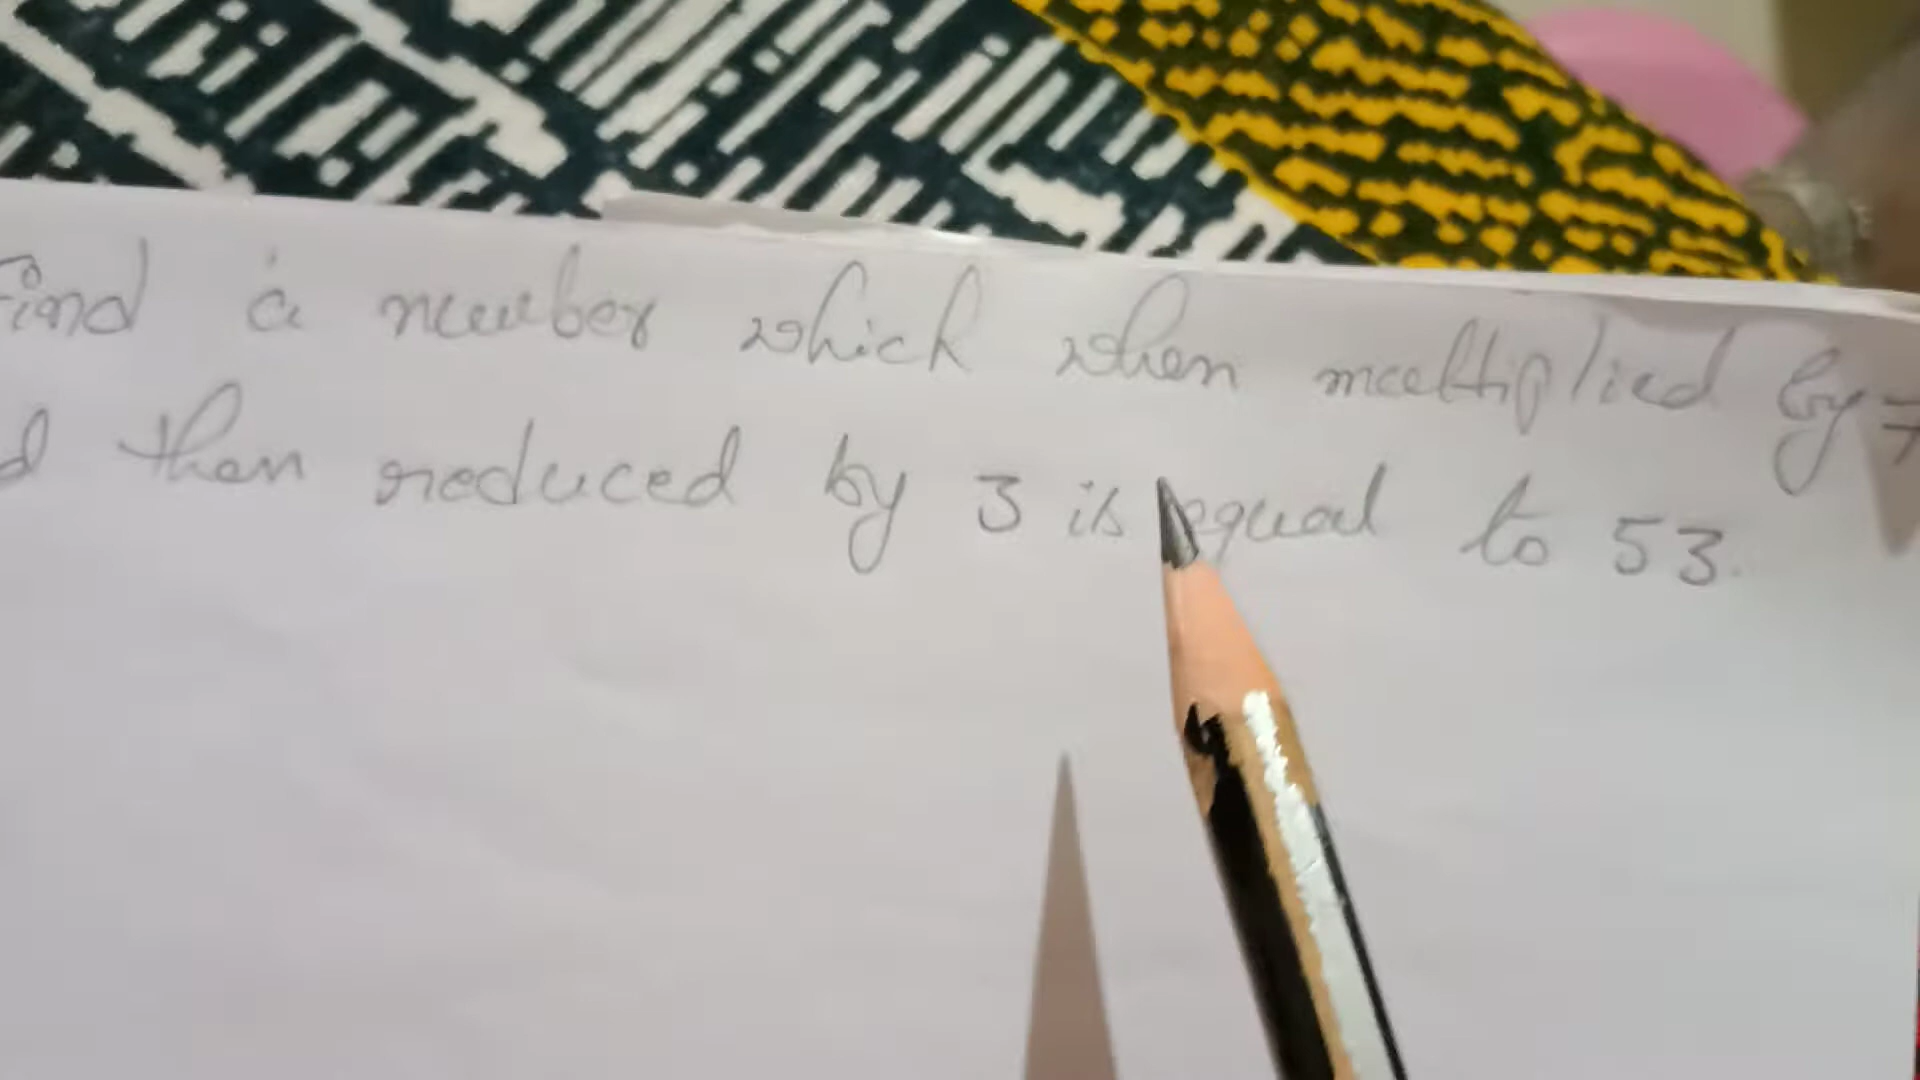 Find a number which when multiplied by 7
d then reduced by 3 is equal to 53.